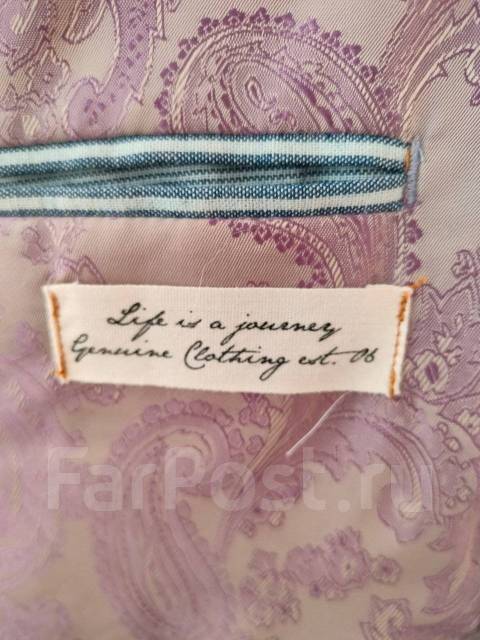 Life is a journey
Genuine Clothing est. 06
FarPost.ru